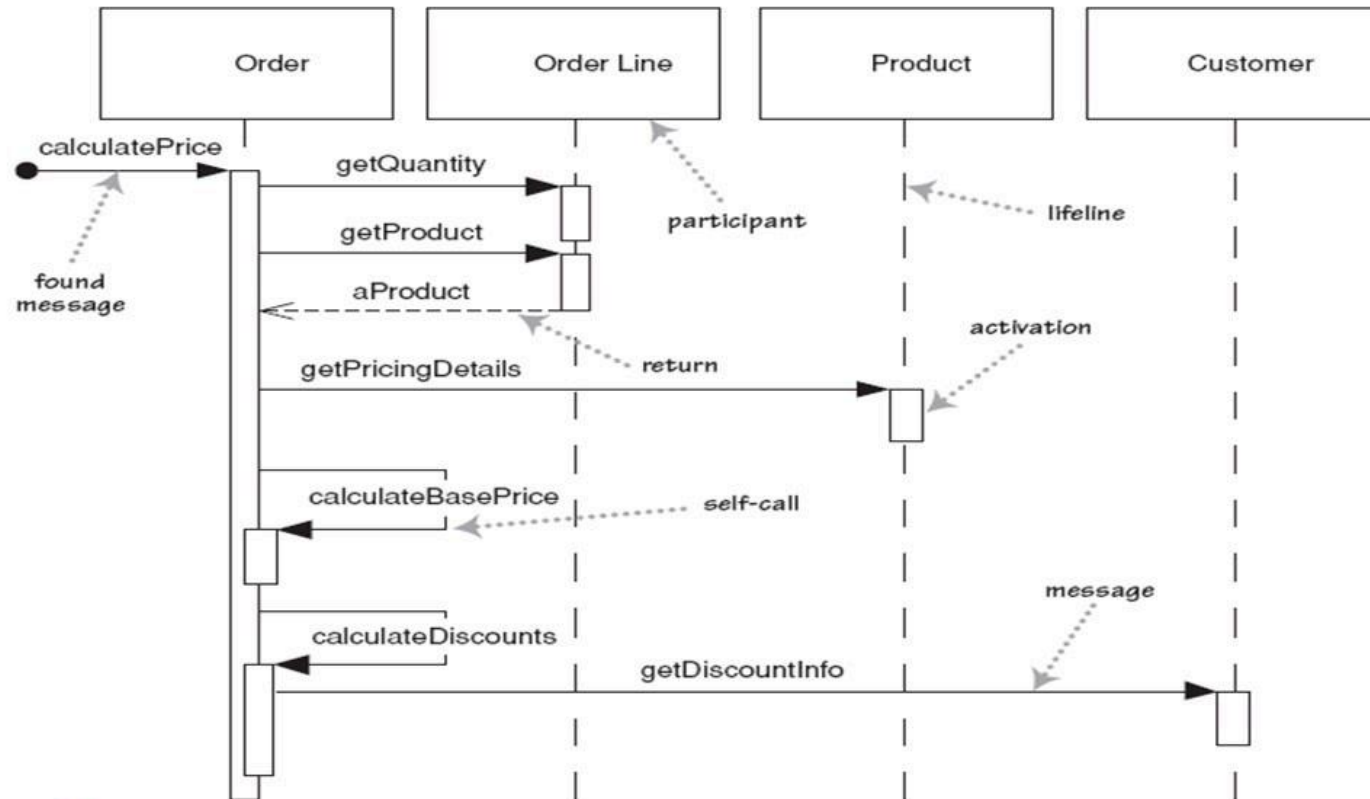 Order
Order Line
Product
Customer
calculatePrice
getQuantity
participant
lifeline
getProduct
found
message
aProduct
return
activation
getPricingDetails
calculateBasePrice
self-call
message
calculateDiscounts
getDiscountInfo